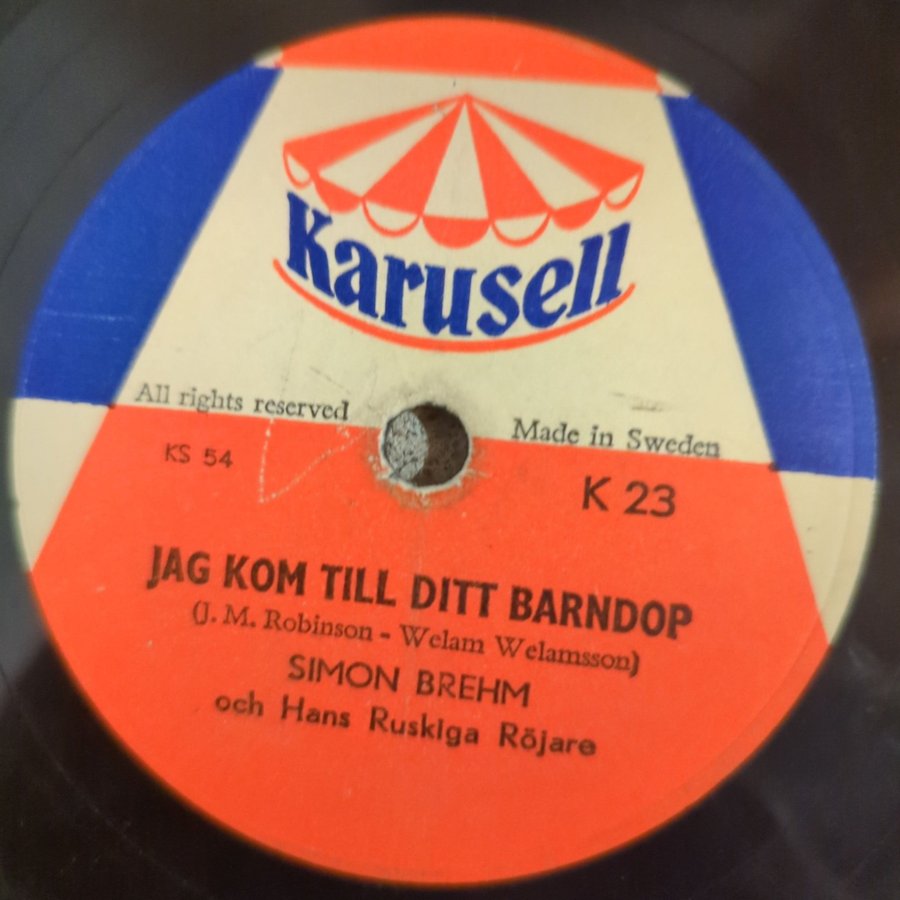 Karusell
All rights reserved
Made in Sweden
KS 54
K 23
JAG KOM TILL DITT BARNDOP
(J. M. Robinson - Welam Welamsson)
SIMON BREHM
och Hans Ruskiga Röjare